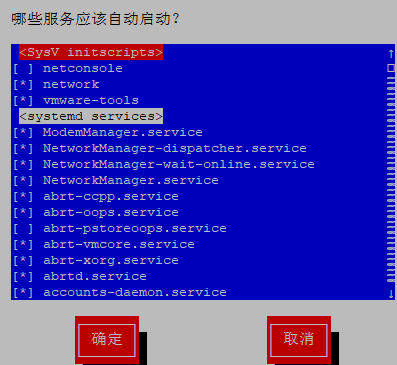 哪些服务应该自动启动？
<SysV initscripts>
[ ] netconsole
[*] network
[*] vmware-tools
<systemd services>
[*] ModemManager.service
[*] NetworkManager-dispatcher.service
[*] NetworkManager-wait-online.service
[*] NetworkManager.service
[*] abrt-ccpp.service
[*] abrt-oops.service
[ ] abrt-pstoreoops.service
[*] abrt-vmcore.service
[*] abrt-xorg.service
[*] abrtd.service
[*] accounts-daemon.service
确定 取消